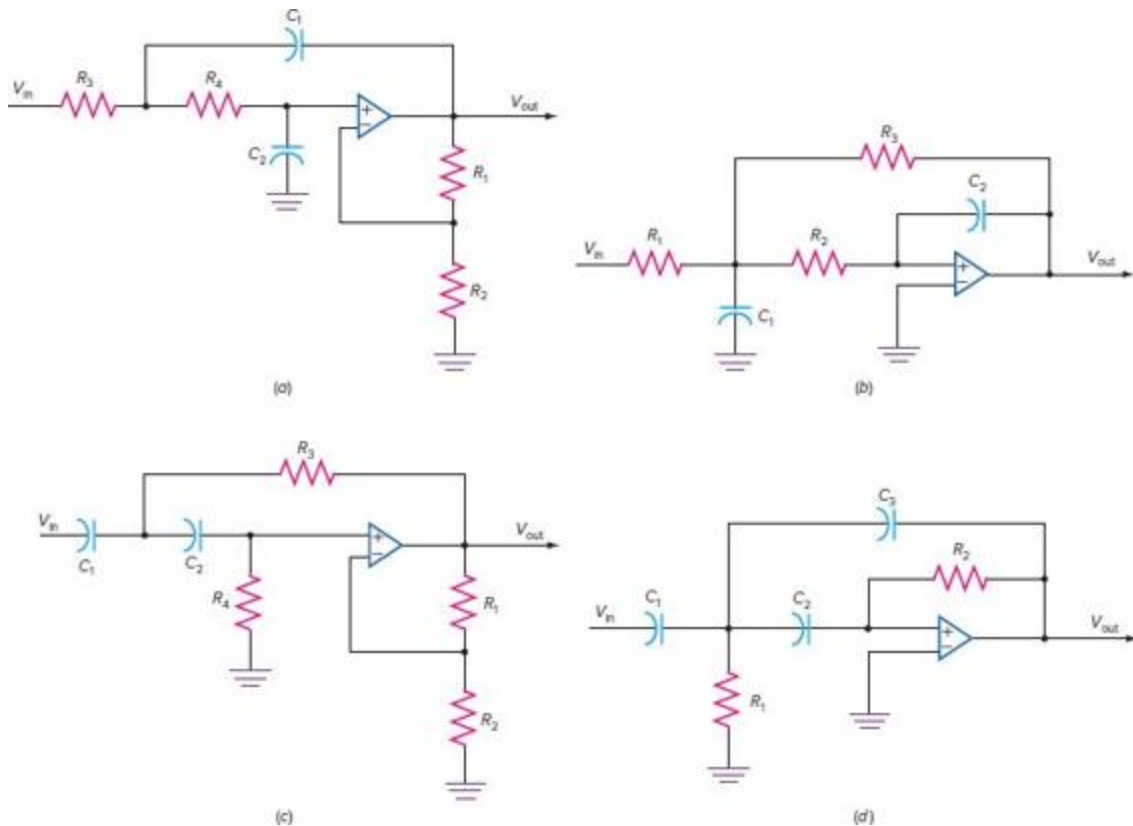 C1
Vin
R3
R4
+
−
Vout
C2
R1
R2
(a)
R3
C2
Vin
R1
R2
+
−
Vout
C1
(b)
R3
Vin
C1
C2
+
−
Vout
R4
R1
R2
(c)
C3
R2
Vin
C1
C2
+
−
Vout
R1
(d)